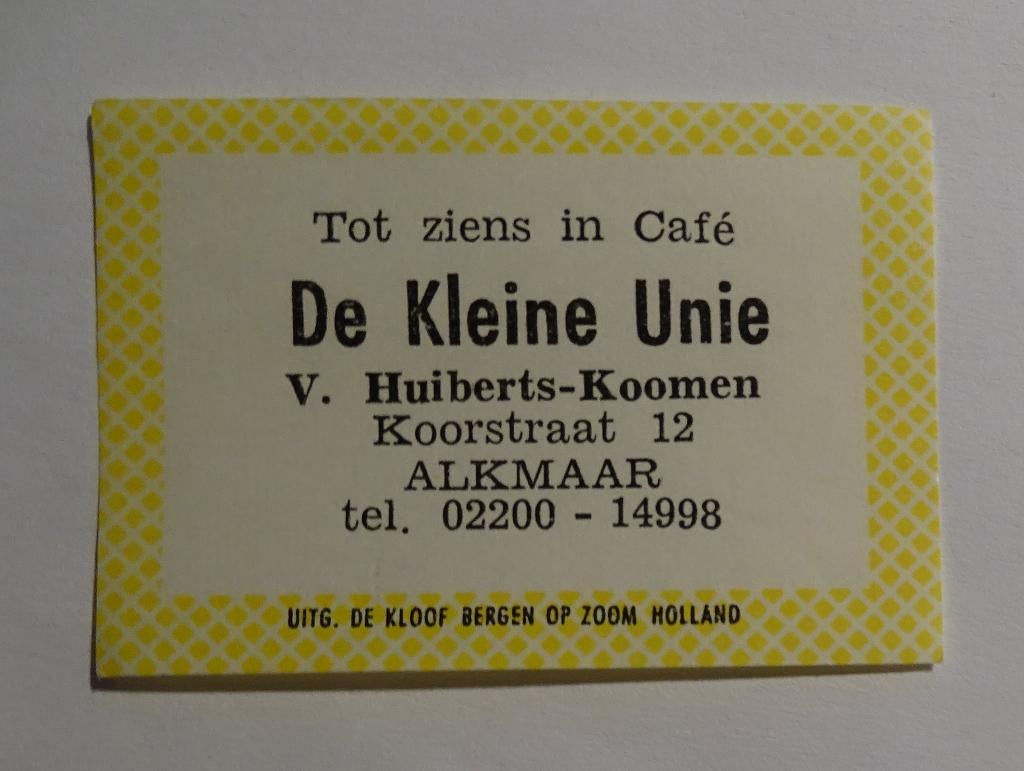 Tot ziens in Café
De Kleine Unie
V. Huiberts-Koomen
Koorstraat 12
ALKMAAR
tel. 02200 - 14998
UITG. DE KLOOF BERGEN OP ZOOM HOLLAND